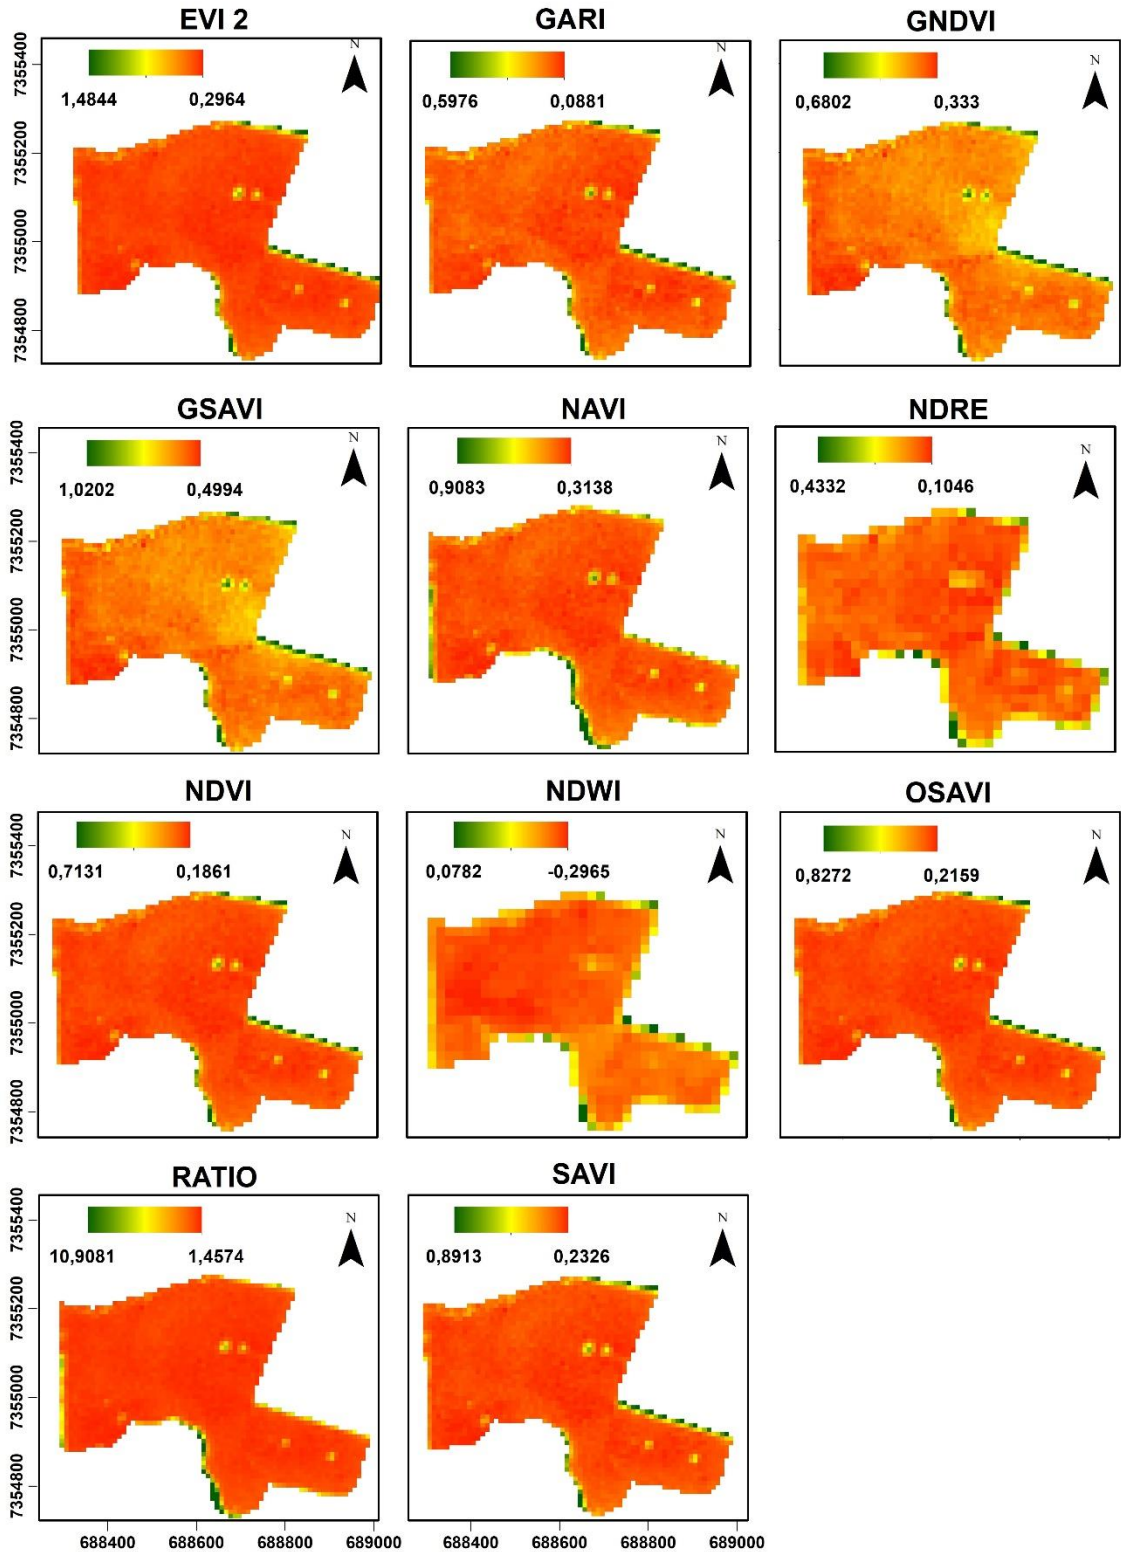 EVI 2 GARI GNDVI
N N N
1,4844 0,2964 0,5976 0,0881 0,6802 0,333
7355400
7355200
7355000
7354800
GSAVI NAVI NDRE
N N N
1,0202 0,4994 0,9083 0,3138 0,4332 0,1046
7355400
7355200
7355000
7354800
NDVI NDWI OSAVI
N N N
0,7131 0,1861 0,0782 -0,2965 0,8272 0,2159
7355400
7355200
7355000
7354800
RATIO SAVI
N N
10,9081 1,4574 0,8913 0,2326
7355400
7355200
7355000
7354800
688400 688600 688800 689000 688400 688600 688800 689000